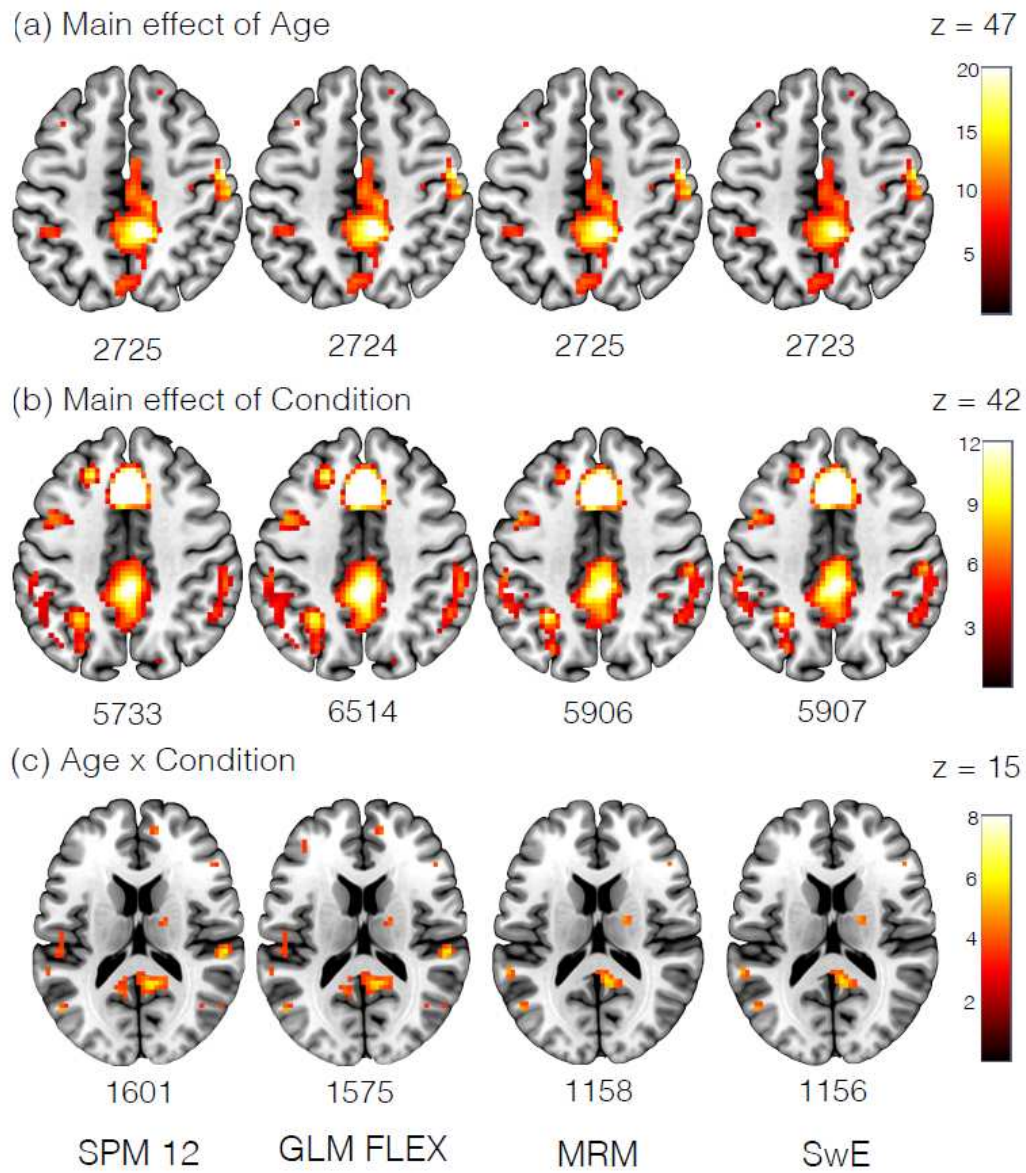 (a) Main effect of Age
z = 47
20
15
10
5
2725 2724 2725 2723
(b) Main effect of Condition
z = 42
12
9
6
3
5733 6514 5906 5907
(c) Age x Condition
z = 15
8
6
4
2
1601 1575 1158 1156
SPM 12 GLM FLEX MRM SwE